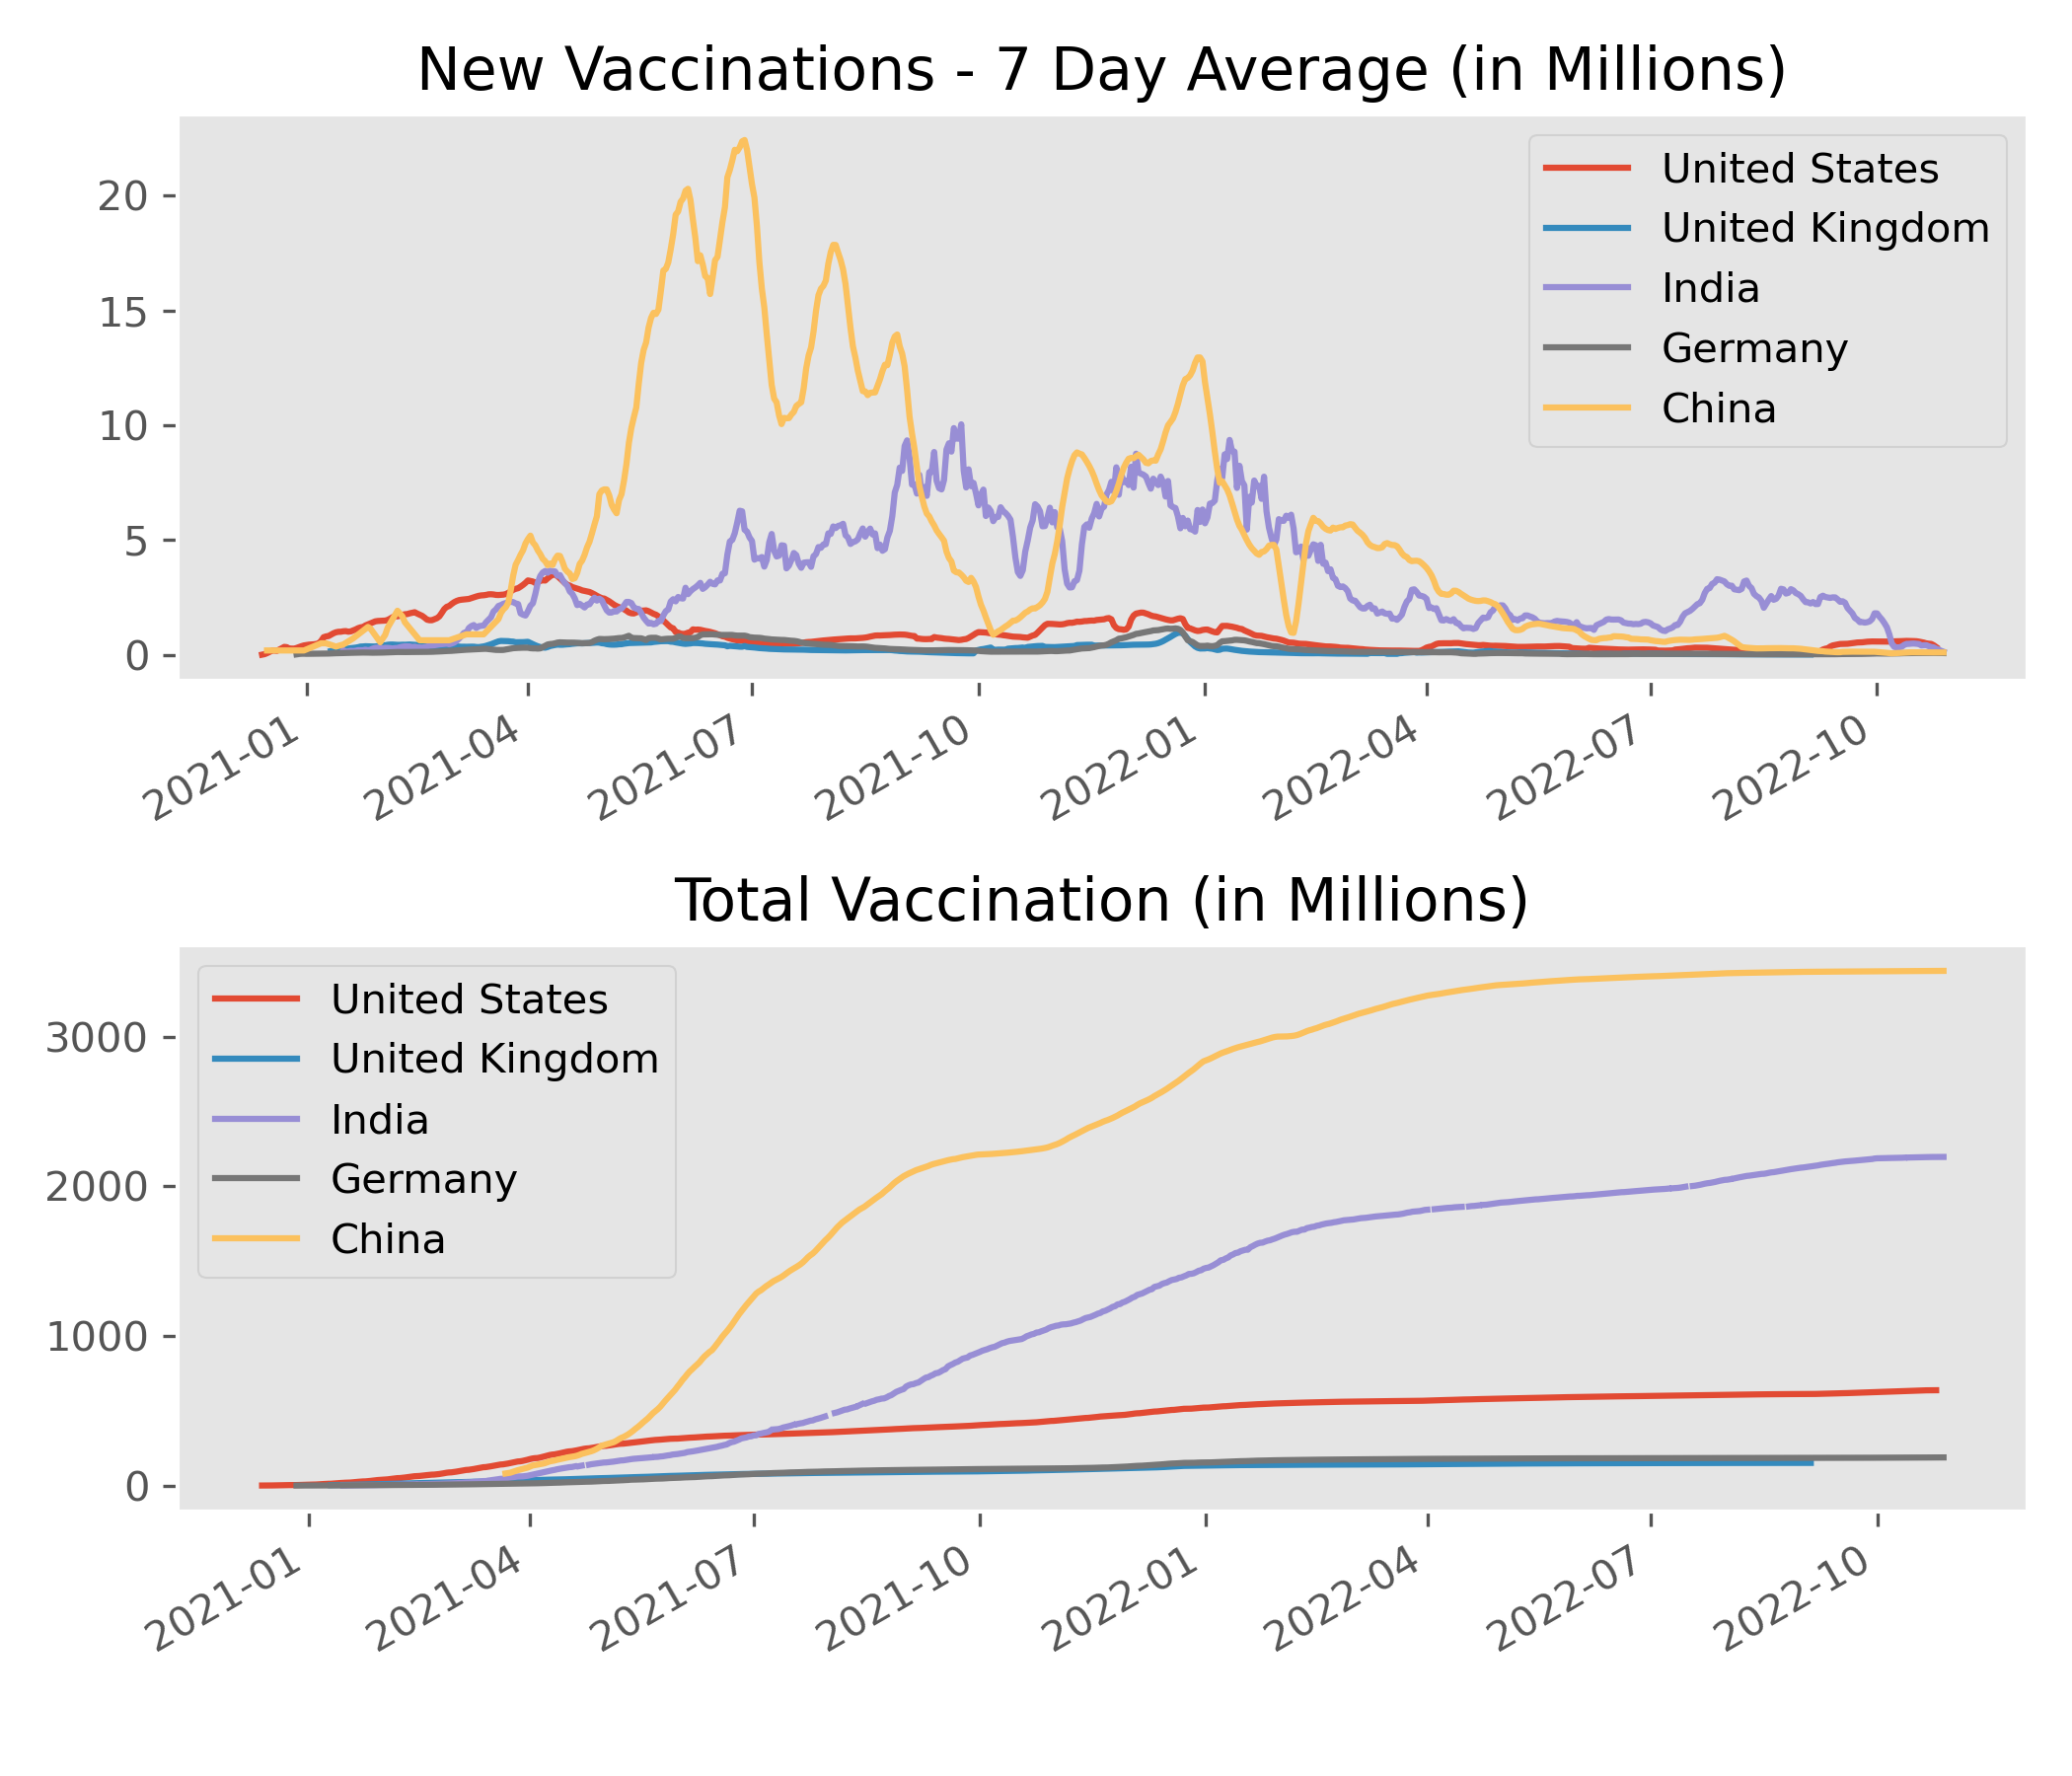 New Vaccinations - 7 Day Average (in Millions)
20
15
10
5
0
United States
United Kingdom
India
Germany
China
2021-01
2021-04
2021-07
2021-10
2022-01
2022-04
2022-07
2022-10
Total Vaccination (in Millions)
3000
2000
1000
0
United States
United Kingdom
India
Germany
China
2021-01
2021-04
2021-07
2021-10
2022-01
2022-04
2022-07
2022-10